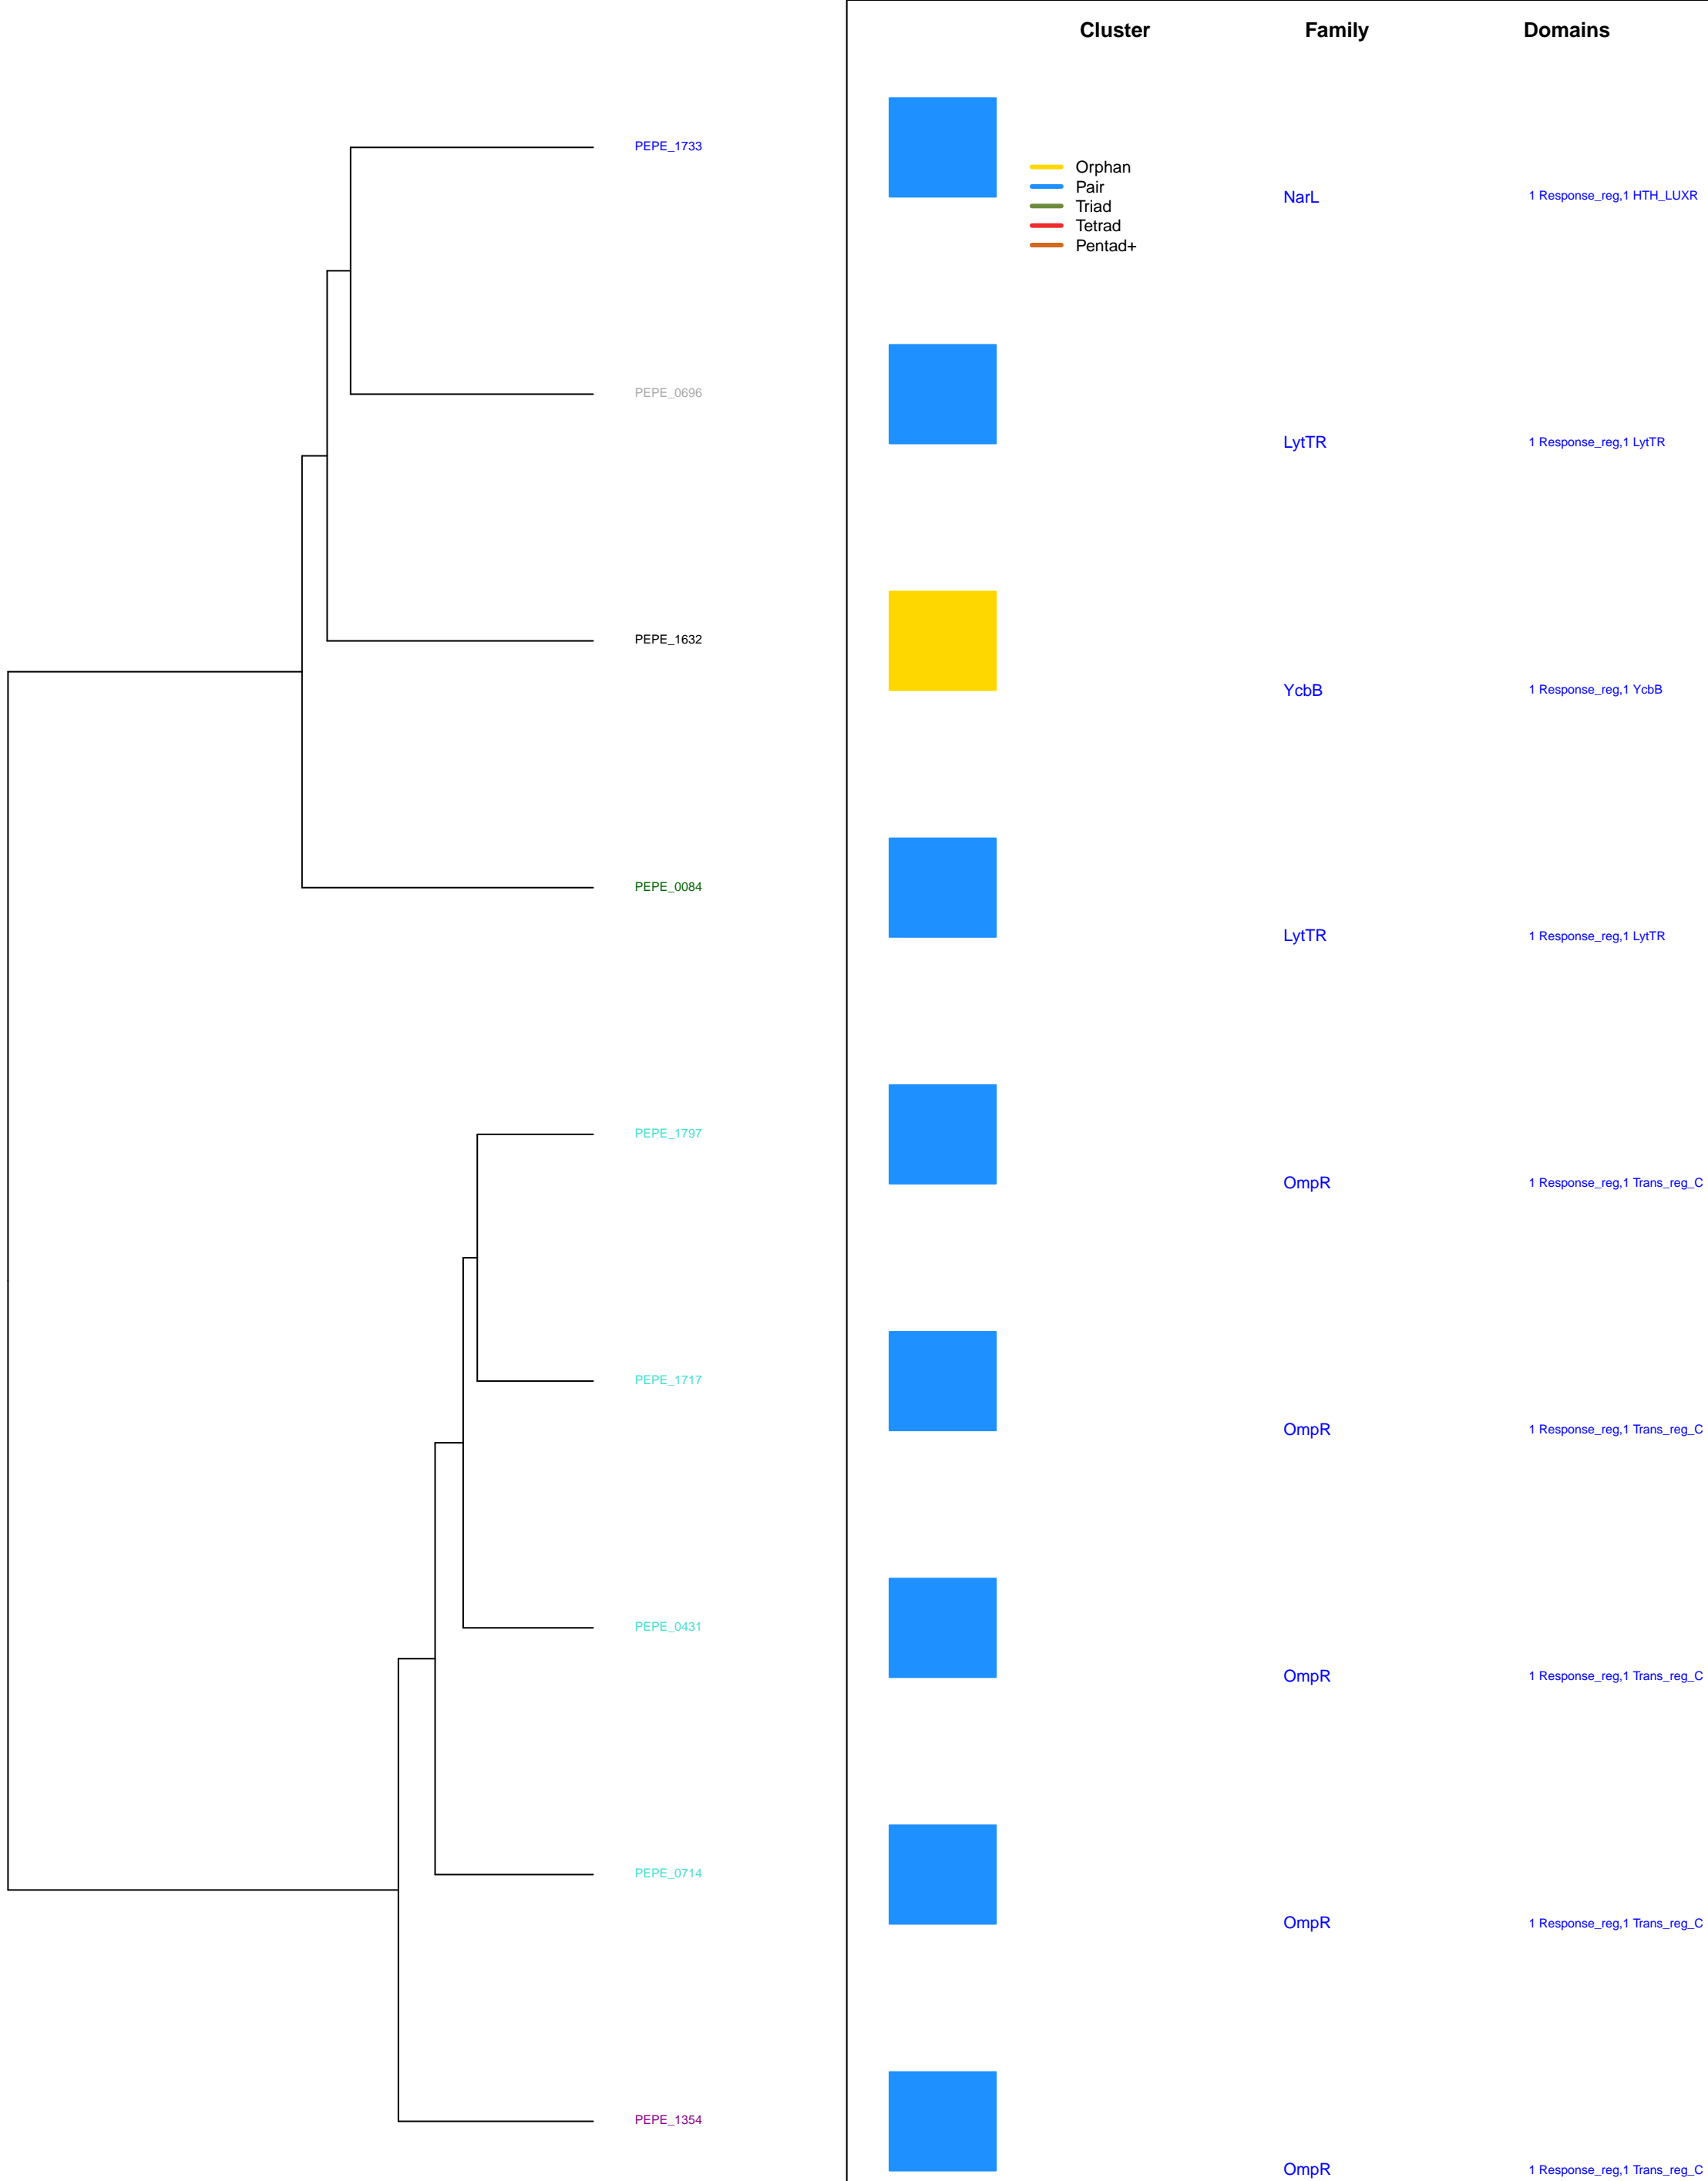 Cluster Family Domains
PEPE_1733
Orphan
Pair
Triad
Tetrad
Pentad+
NarL 1 Response_reg,1 HTH_LUXR
PEPE_0696
LytTR 1 Response_reg,1 LytTR
PEPE_1632
YcbB 1 Response_reg,1 YcbB
PEPE_0084
LytTR 1 Response_reg,1 LytTR
PEPE_1797
OmpR 1 Response_reg,1 Trans_reg_C
PEPE_1717
OmpR 1 Response_reg,1 Trans_reg_C
PEPE_0431
OmpR 1 Response_reg,1 Trans_reg_C
PEPE_0714
OmpR 1 Response_reg,1 Trans_reg_C
PEPE_1354
OmpR 1 Response_reg,1 Trans_reg_C